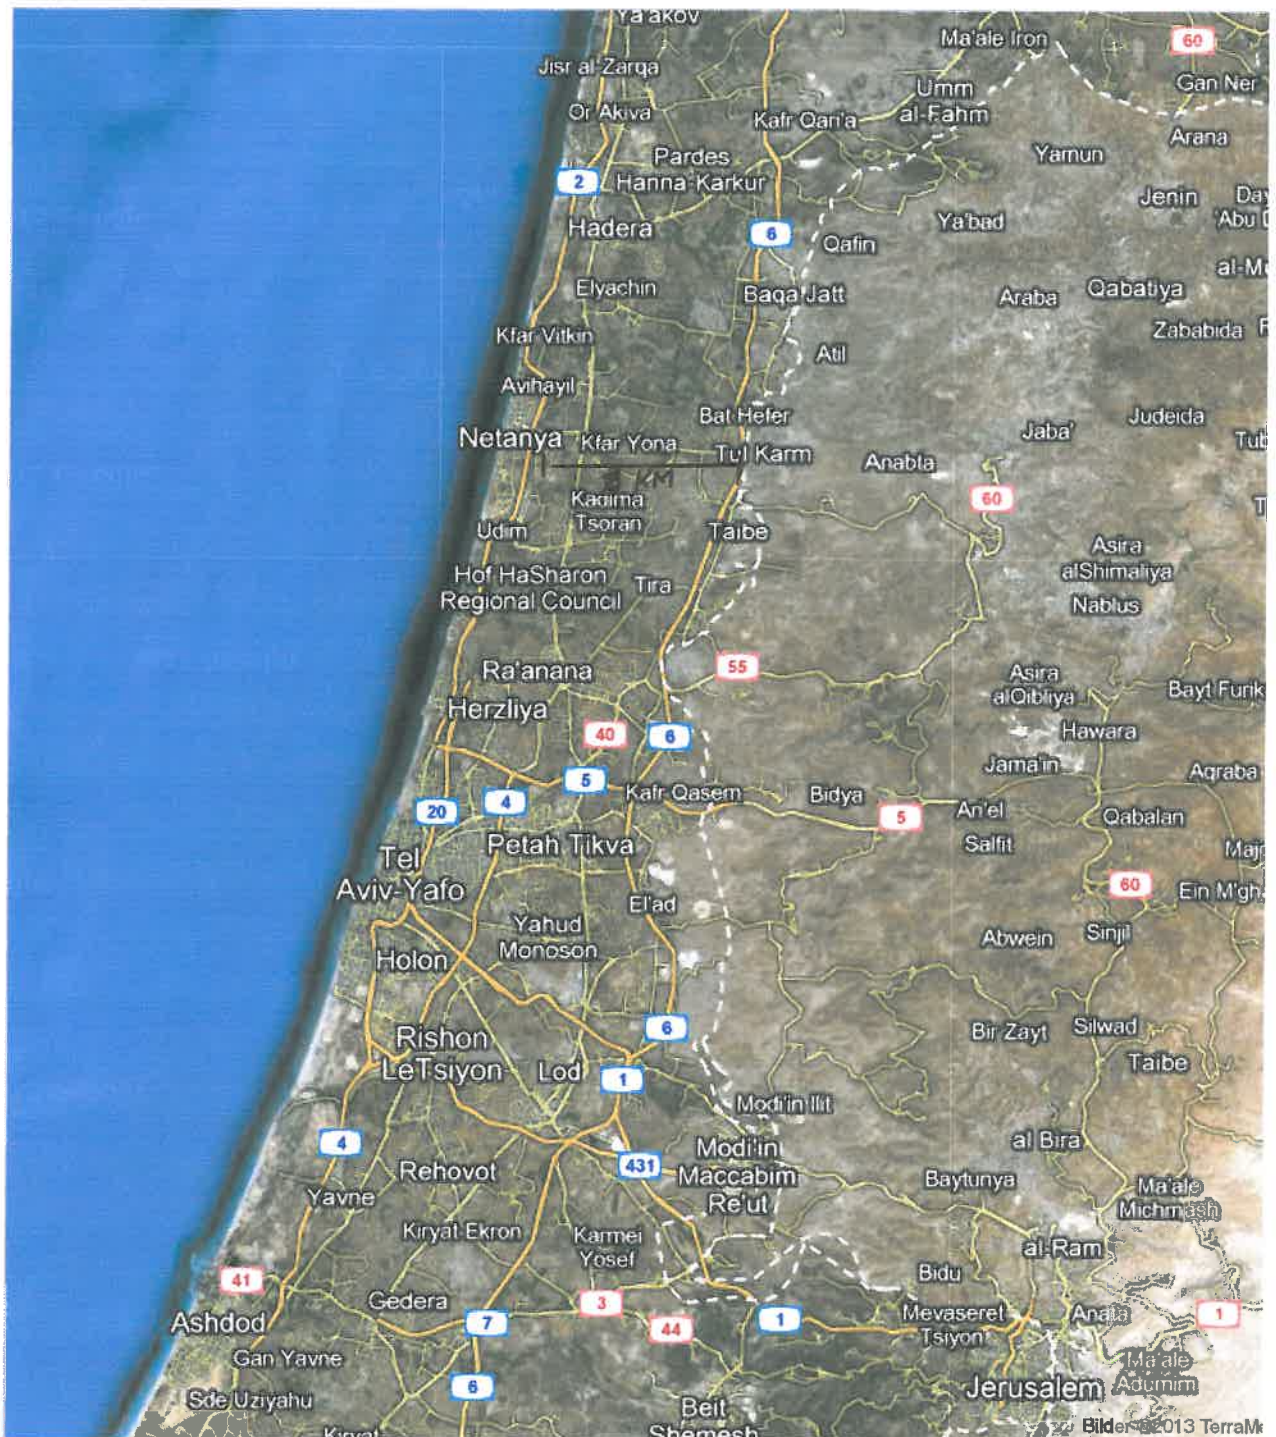 Ya'akov
Ma'ale Iron
60
Jisr al-Zarqa
Gan Ner
Umm
al-Fahm
Or Akiva
Kafr Qari'a
Arana
Pardes
Hanna-Karkur
Yamun
2
Jenin
Hadera
6
Qafin
Ya'bad
Elyachin
Baqa Jatt
Araba
Qabatiya
Kfar Vitkin
Zababida
Atil
Avihayil
Bat Hefer
Judeida
Jaba'
Netanya
Kfar Yona
Tul Karm
Anabta
KM
60
Kadima
Tsoran
Udim
Taibe
Asira
alShimaliya
Hof HaSharon
Regional Council
Tira
Nablus
Ra'anana
55
Asira
alQibliya
Bayt Furik
Herzliya
40
6
Hawara
5
Jama'in
Aqraba
20
4
Kafr Qasem
Bidya
5
Ari'el
Qabalan
Petah Tikva
Salfit
Tel
Aviv-Yafo
60
El'ad
Yahud
Monoson
Abwein
Sinjil
Holon
6
Bir Zayt
Silwad
Rishon
LeTsiyon
Lod
1
Taibe
Modi'in Ilit
4
431
Modi'in
Maccabim
Re'ut
al Bira
Rehovot
Baytunya
Ma'ale
Michmash
Yavne
Kiryat Ekron
Karmei
Yosef
al-Ram
41
Bidu
Gedera
3
Ashdod
7
44
1
Mevaseret
Tsiyon
Anata
1
Gan Yavne
6
Ma'ale
Adumim
Sde Uziyahu
Jerusalem
Beit
Shemesh
Kiryat
Bilder ©2013 TerraMe